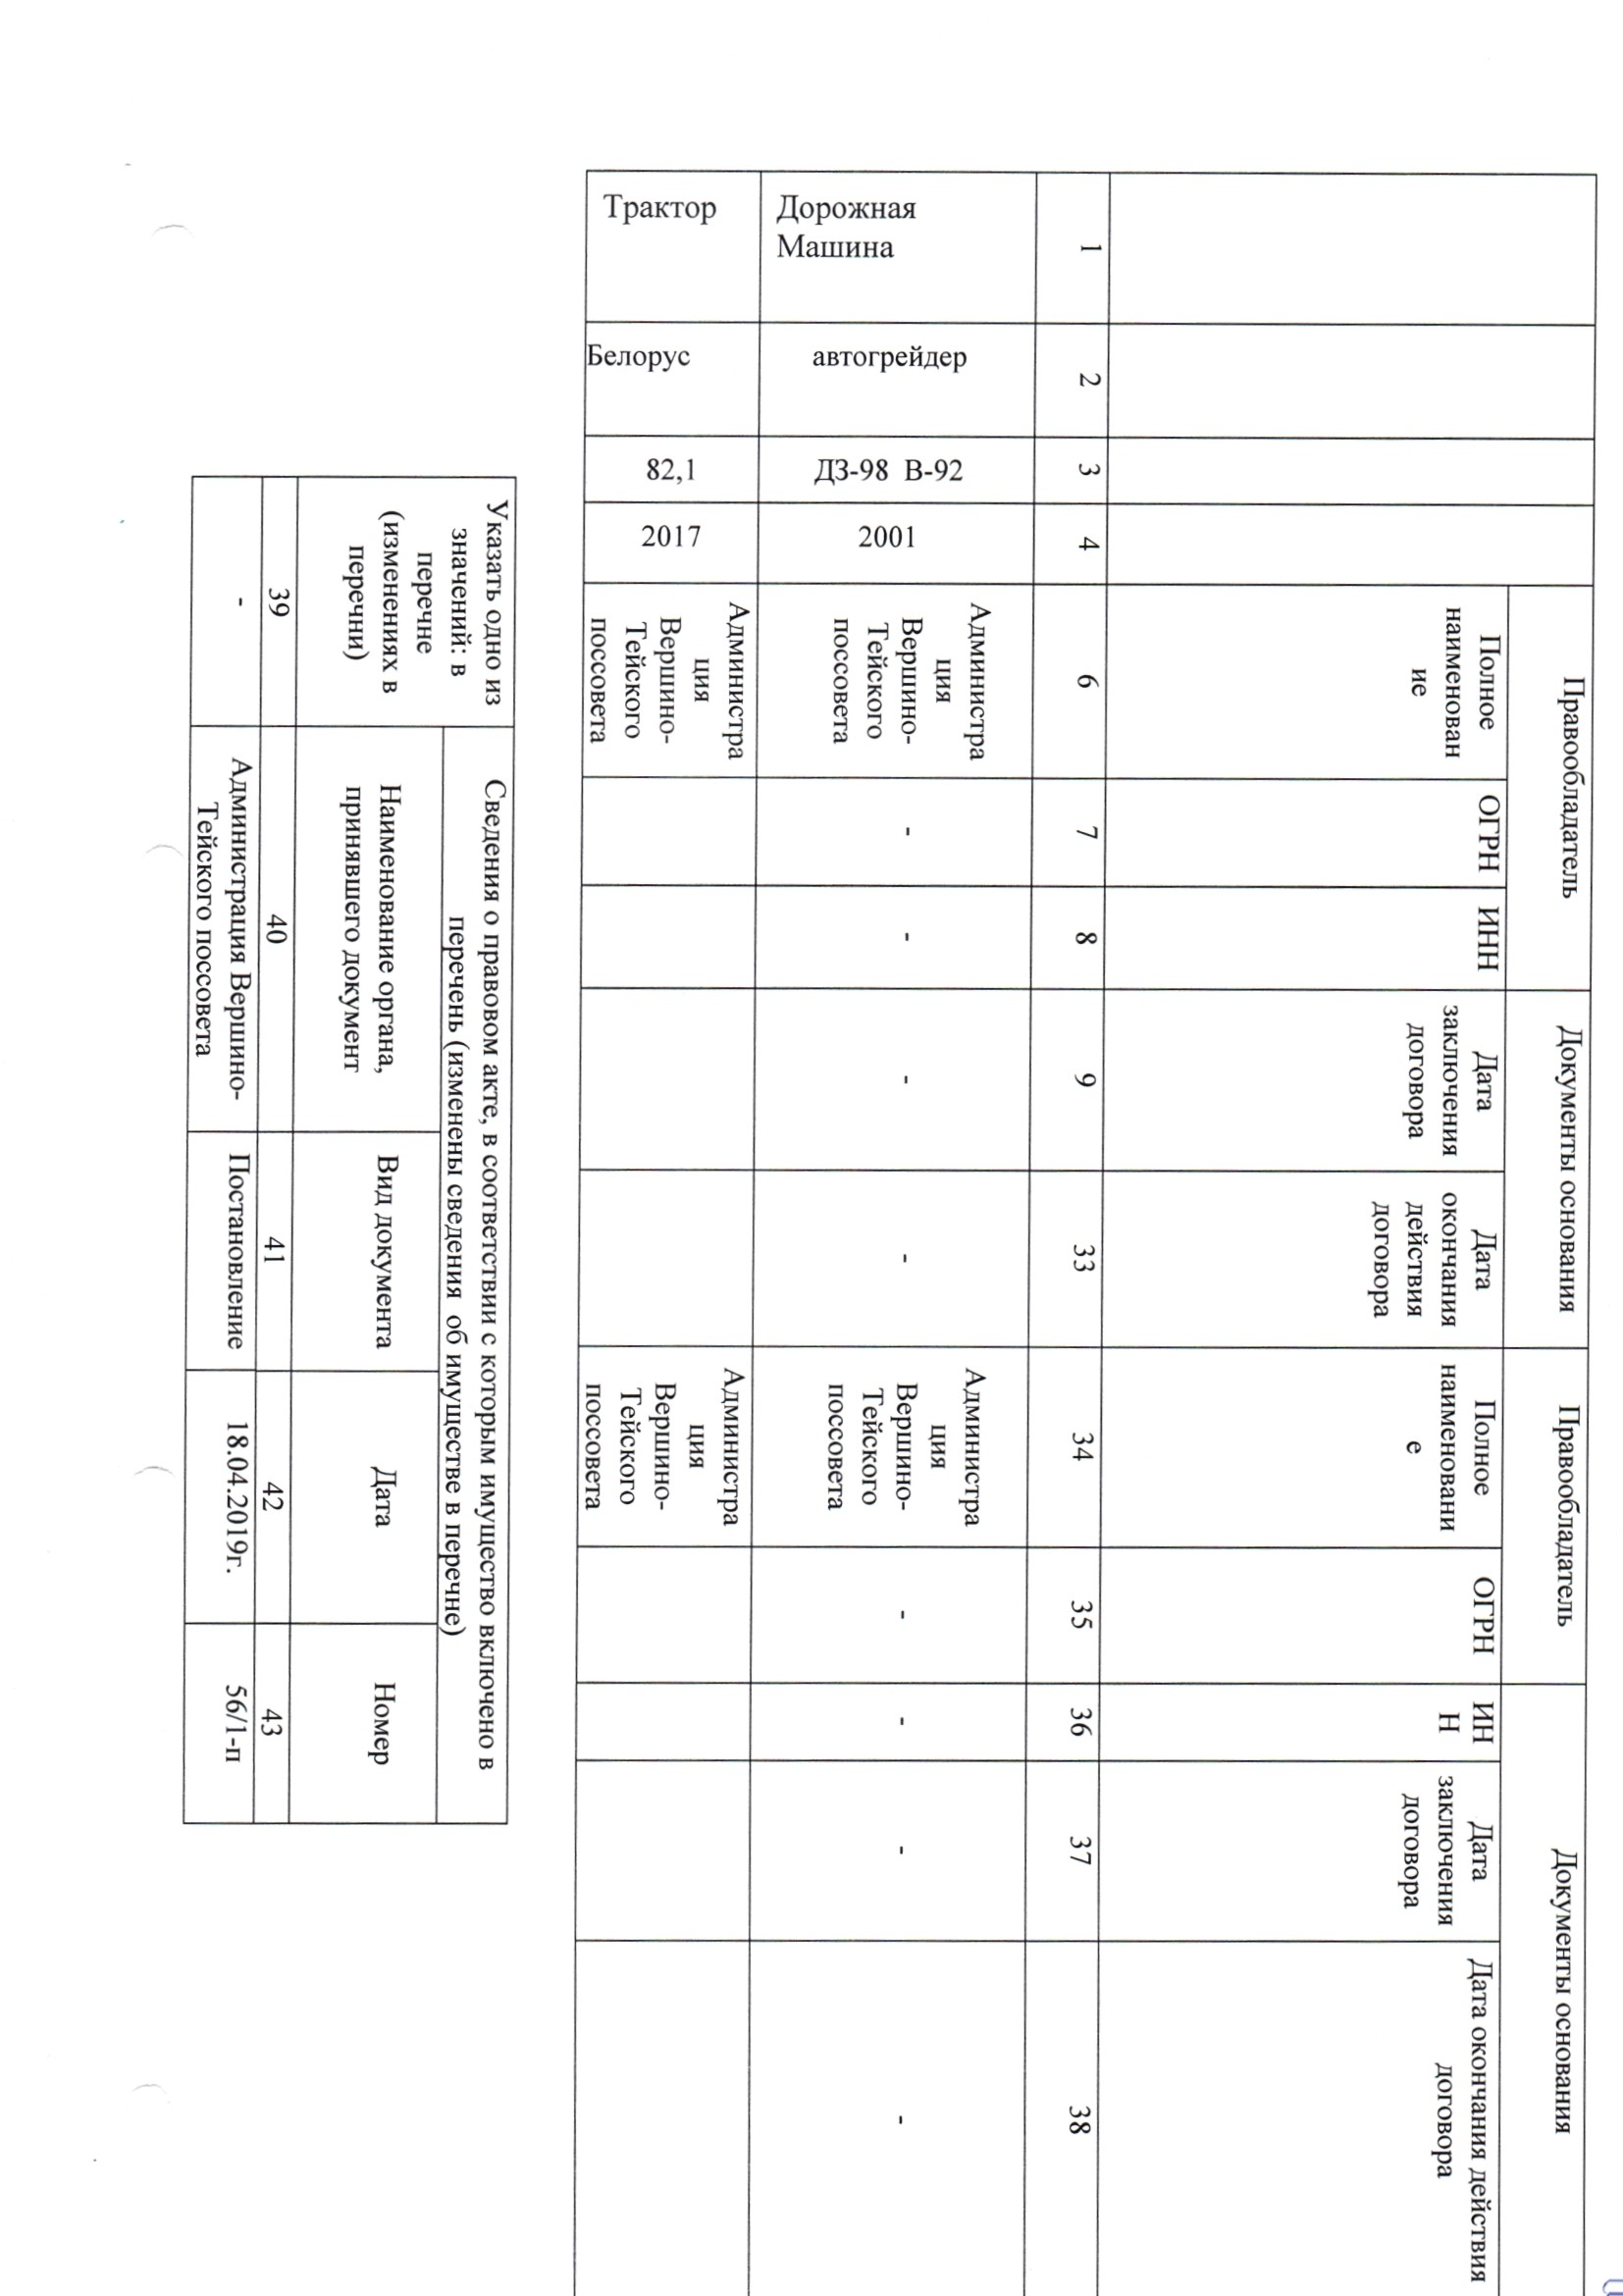 Правообладатель
Документы основания
Правообладатель
Документы основания
Полное
наименован
ие
ОГРН
ИНН
Дата
заключения
договора
Дата
окончания
действия
договора
Полное
наименовани
е
ОГРН
ИН
Н
Дата
заключения
договора
Дата окончания действия
договора
1
2
3
4
6
7
8
9
33
34
35
36
37
38
Дорожная
Машина
автогрейдер
ДЗ-98 В-92
2001
Администра
ция
Вершино-
Тейского
поссовета
-
-
-
-
Администра
ция
Вершино-
Тейского
поссовета
-
-
-
-
Трактор
Белорус
82,1
2017
Администра
ция
Вершино-
Тейского
поссовета
Администра
ция
Вершино-
Тейского
поссовета
Указать одно из
значений: в
перечне
(изменениях в
перечни)
Сведения о правовом акте, в соответствии с которым имущество включено в
перечень (изменены сведения об имуществе в перечне)
Наименование органа,
принявшего документ
Вид документа
Дата
Номер
39
40
41
42
43
-
Администрация Вершино-
Тейского поссовета
Постановление
18.04.2019г.
56/1-п